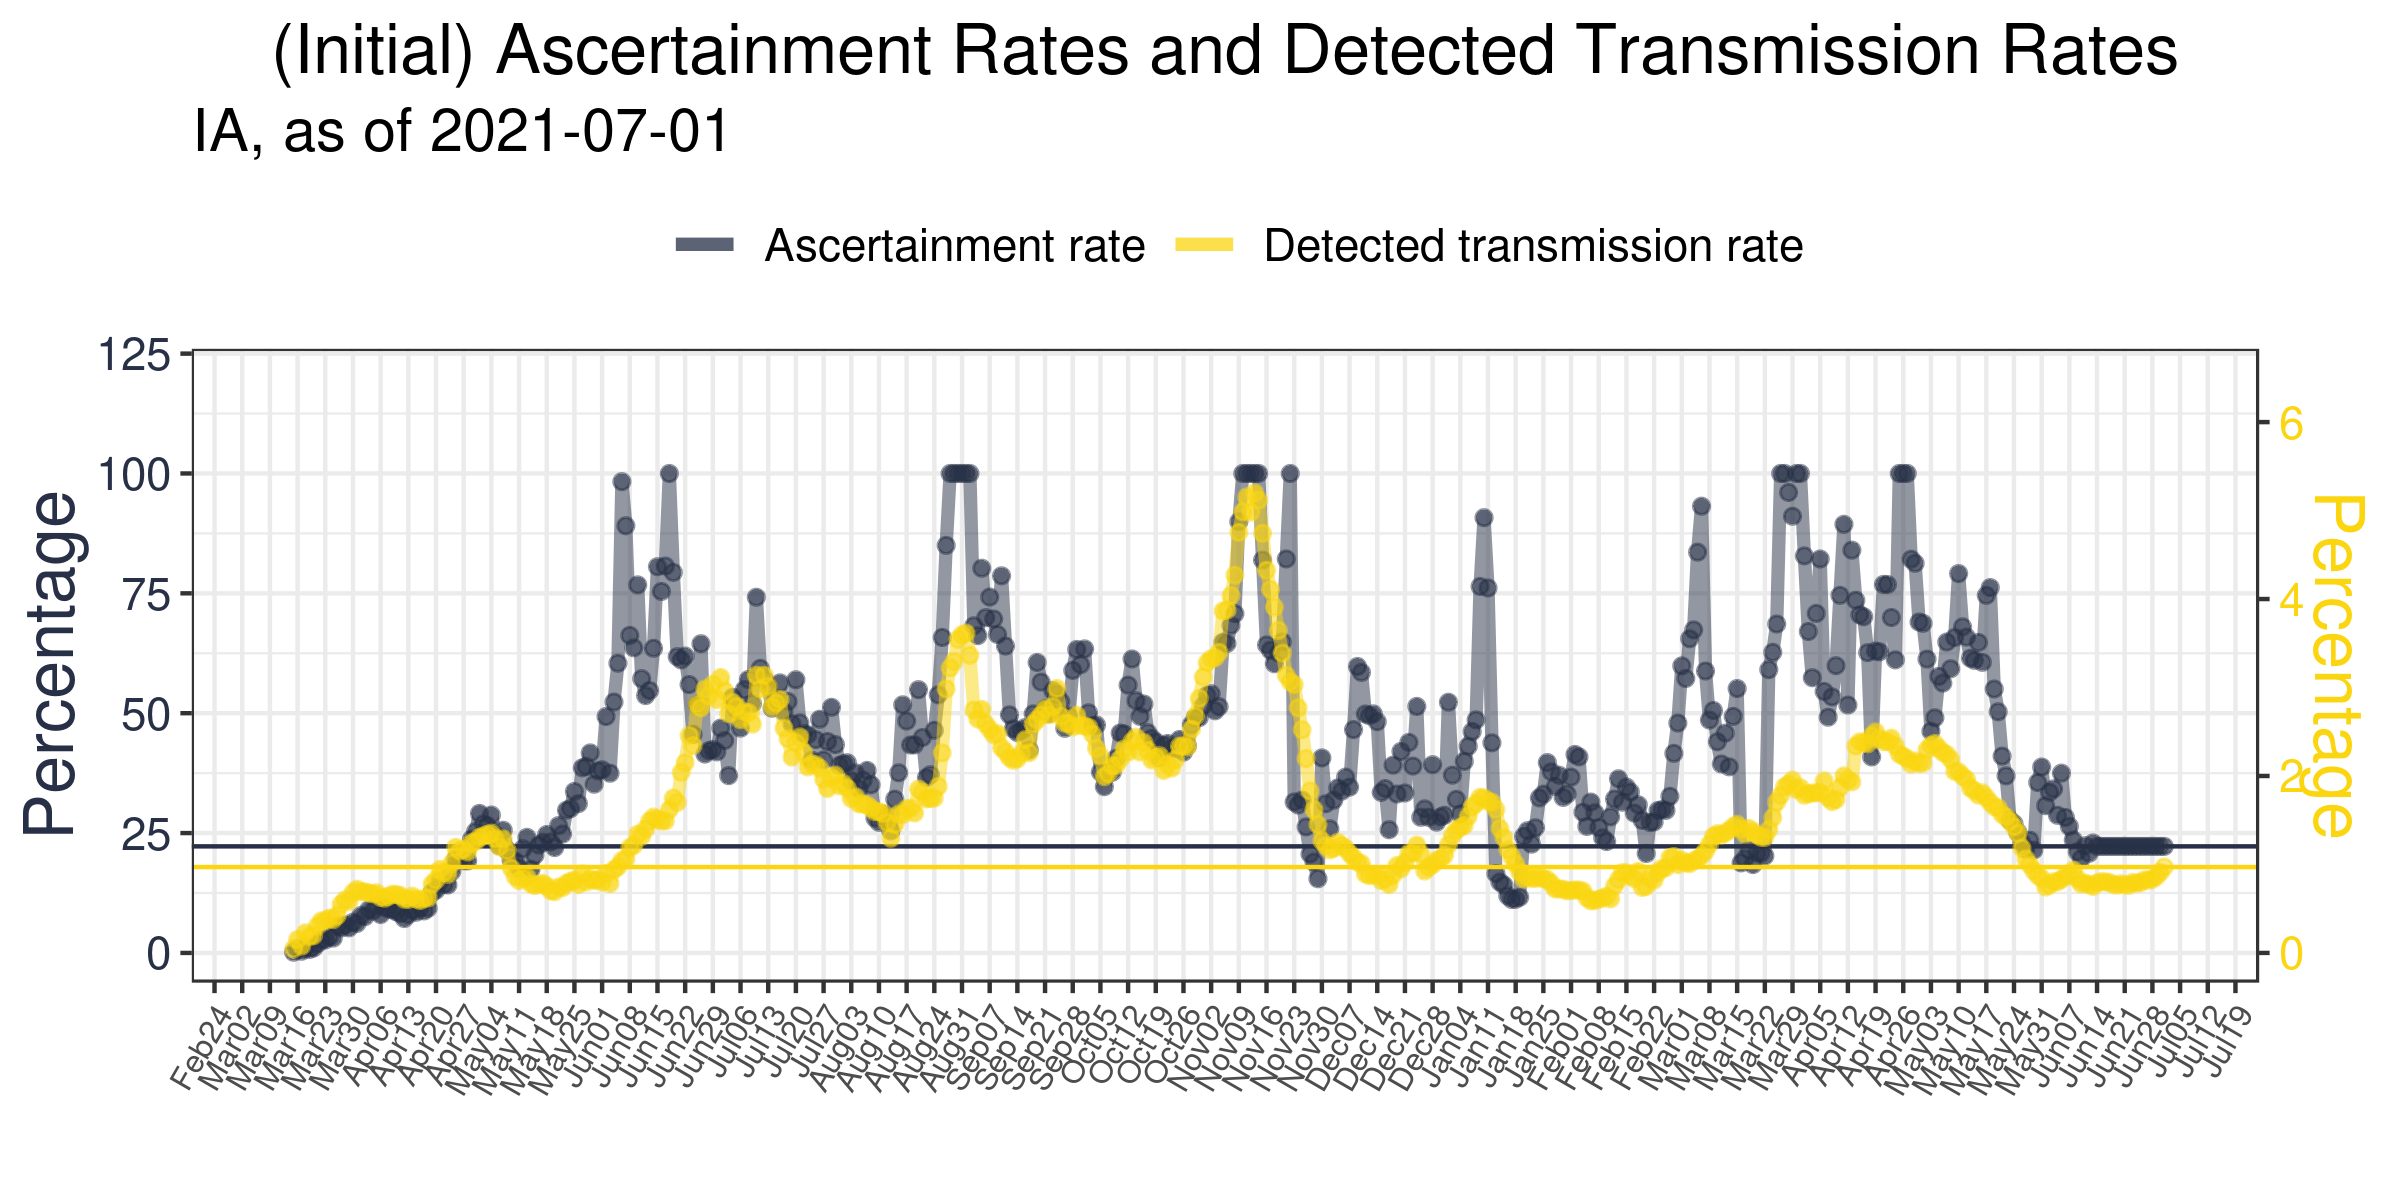 (Initial) Ascertainment Rates and Detected Transmission Rates
IA, as of 2021-07-01
Ascertainment rate
Detected transmission rate
Percentage
125
100
75
50
25
0
6
4
2
0
Percentage
Feb24
Mar02
Mar09
Mar16
Mar23
Mar30
Apr06
Apr13
Apr20
Apr27
May04
May11
May18
May25
Jun01
Jun08
Jun15
Jun22
Jun29
Jul06
Jul13
Jul20
Jul27
Aug03
Aug10
Aug17
Aug24
Aug31
Sep07
Sep14
Sep21
Sep28
Oct05
Oct12
Oct19
Oct26
Nov02
Nov09
Nov16
Nov23
Nov30
Dec07
Dec14
Dec21
Dec28
Jan04
Jan11
Jan18
Jan25
Feb01
Feb08
Feb15
Feb22
Mar01
Mar08
Mar15
Mar22
Mar29
Apr05
Apr12
Apr19
Apr26
May03
May10
May17
May24
May31
Jun07
Jun14
Jun21
Jun28
Jul05
Jul12
Jul19